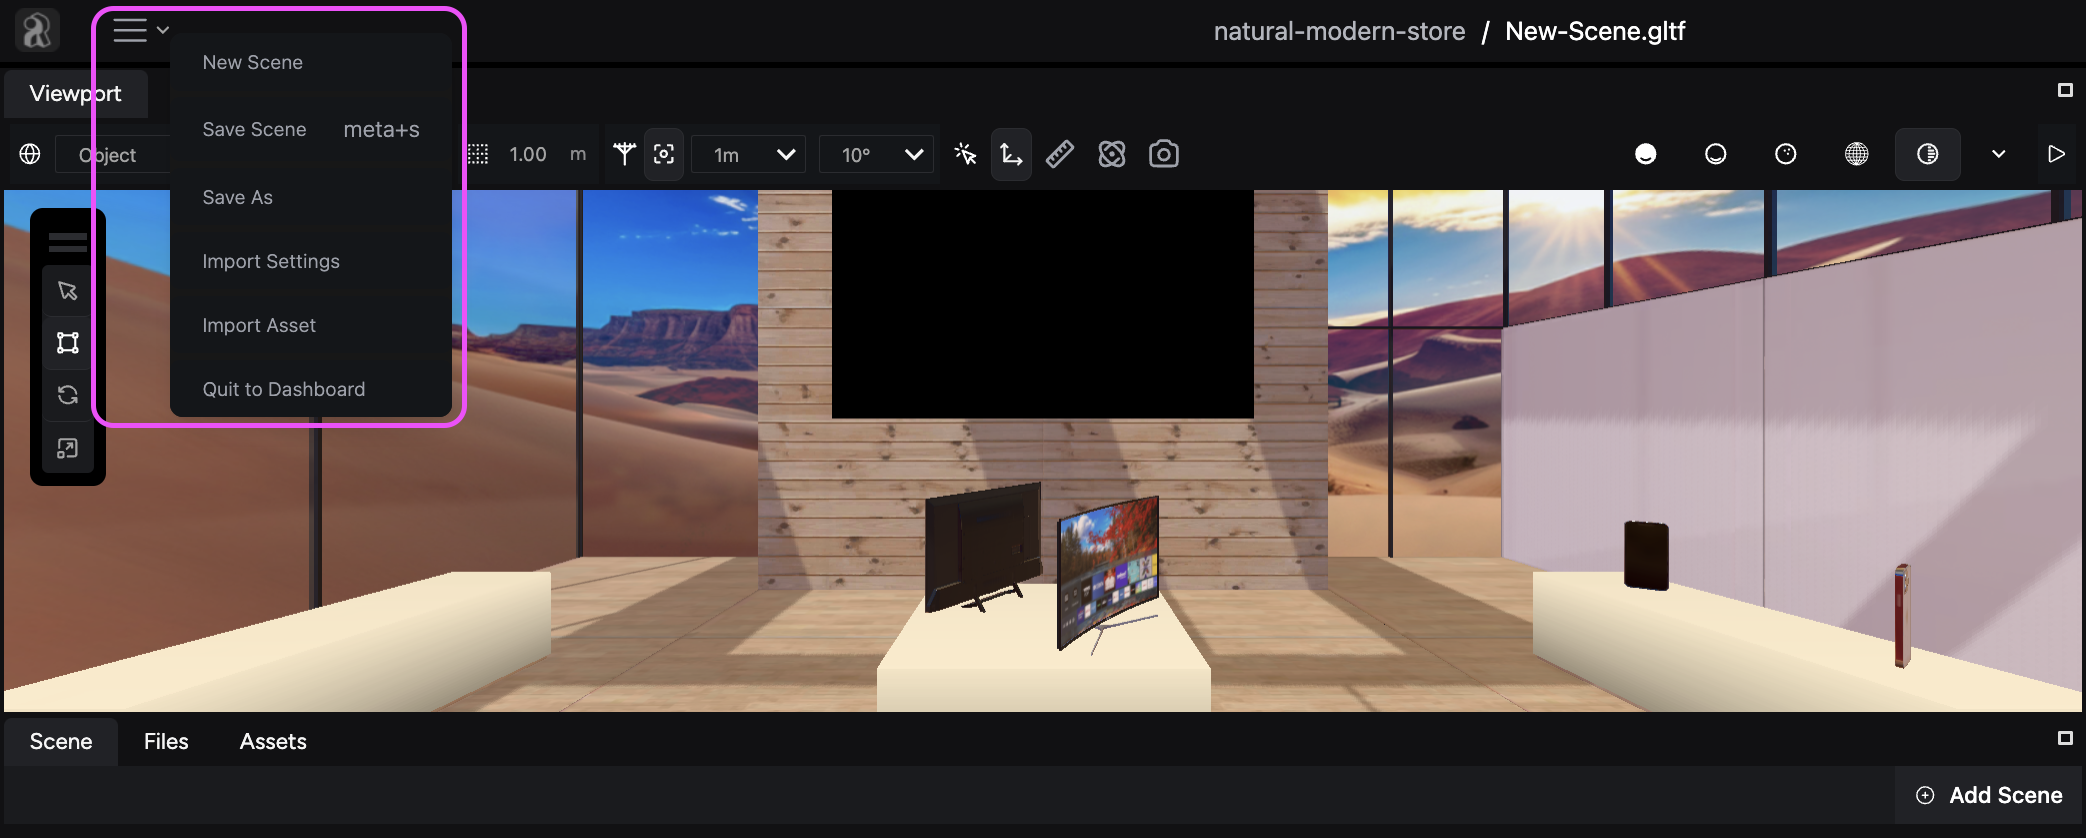 natural-modern-store / New-Scene.gltf
New Scene
Save Scene meta+s
Save As
Import Settings
Import Asset
Quit to Dashboard
Viewport
Object
1.00 m
1m
10°
Scene Files Assets
Add Scene